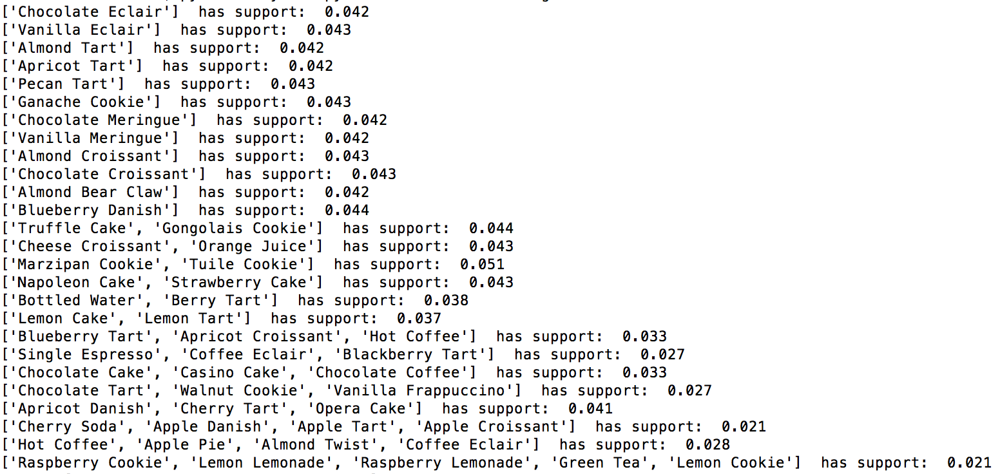 ['Chocolate Eclair']  has support:  0.042
['Vanilla Eclair']  has support:  0.043
['Almond Tart']  has support:  0.042
['Apricot Tart']  has support:  0.042
['Pecan Tart']  has support:  0.043
['Ganache Cookie']  has support:  0.043
['Chocolate Meringue']  has support:  0.042
['Vanilla Meringue']  has support:  0.042
['Almond Croissant']  has support:  0.043
['Chocolate Croissant']  has support:  0.043
['Almond Bear Claw']  has support:  0.042
['Blueberry Danish']  has support:  0.044
['Truffle Cake', 'Gongolais Cookie']  has support:  0.044
['Cheese Croissant', 'Orange Juice']  has support:  0.043
['Marzipan Cookie', 'Tuile Cookie']  has support:  0.051
['Napoleon Cake', 'Strawberry Cake']  has support:  0.043
['Bottled Water', 'Berry Tart']  has support:  0.038
['Lemon Cake', 'Lemon Tart']  has support:  0.037
['Blueberry Tart', 'Apricot Croissant', 'Hot Coffee']  has support:  0.033
['Single Espresso', 'Coffee Eclair', 'Blackberry Tart']  has support:  0.027
['Chocolate Cake', 'Casino Cake', 'Chocolate Coffee']  has support:  0.033
['Chocolate Tart', 'Walnut Cookie', 'Vanilla Frappuccino']  has support:  0.027
['Apricot Danish', 'Cherry Tart', 'Opera Cake']  has support:  0.041
['Cherry Soda', 'Apple Danish', 'Apple Tart', 'Apple Croissant']  has support:  0.021
['Hot Coffee', 'Apple Pie', 'Almond Twist', 'Coffee Eclair']  has support:  0.028
['Raspberry Cookie', 'Lemon Lemonade', 'Raspberry Lemonade', 'Green Tea', 'Lemon Cookie']  has support:  0.021